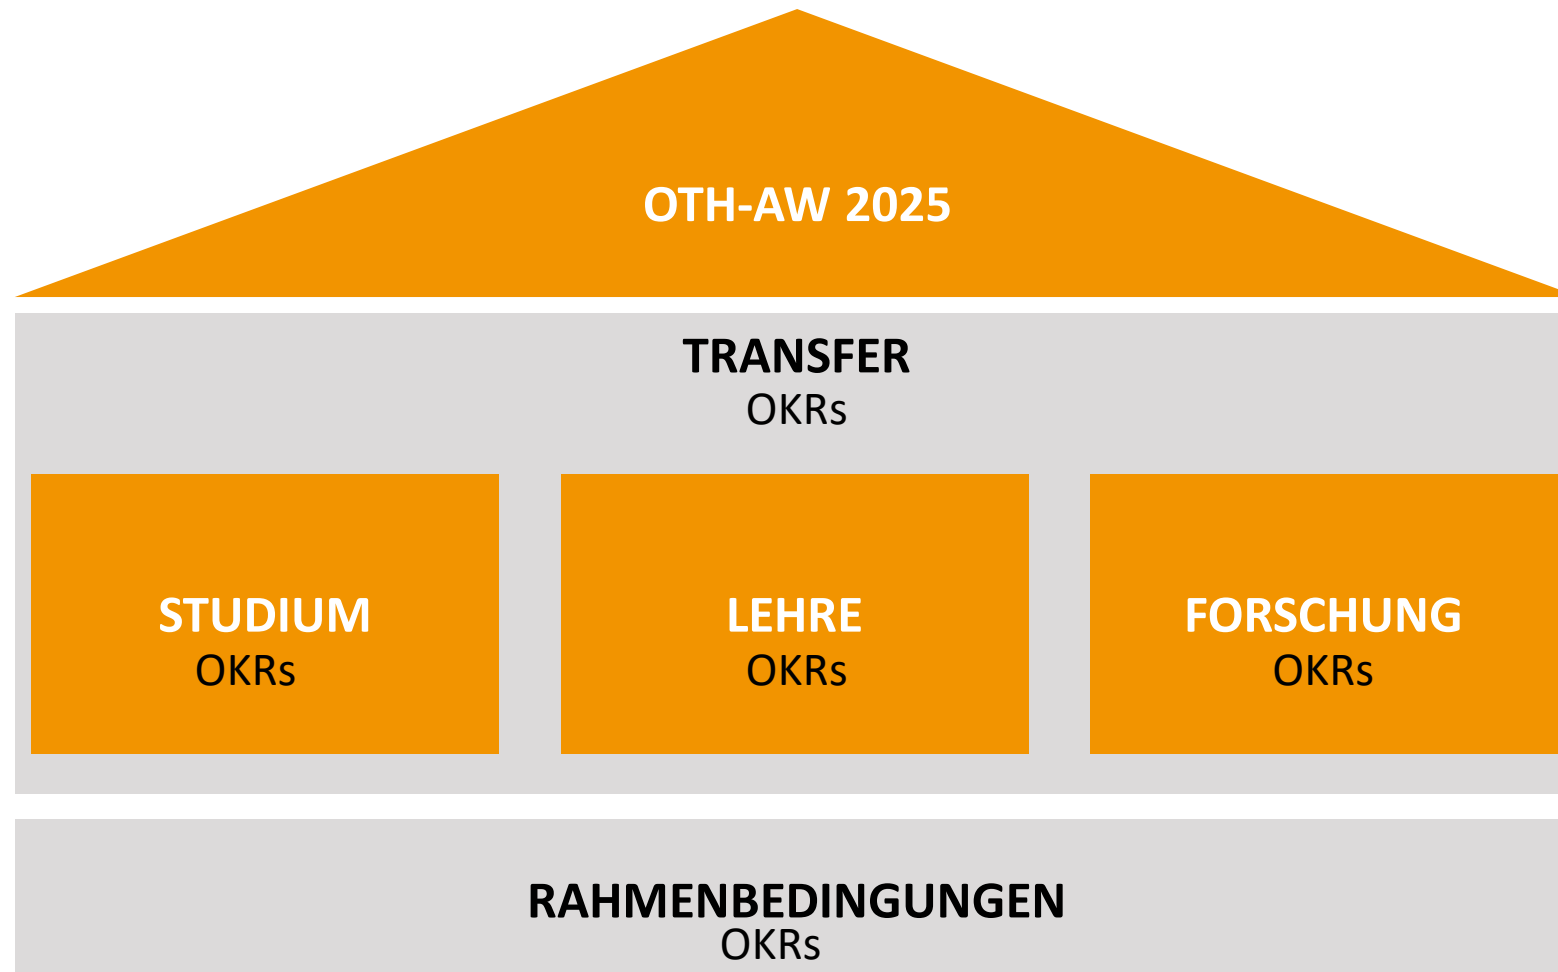 OTH-AW 2025
TRANSFER
OKRs
STUDIUM
OKRs
LEHRE
OKRs
FORSCHUNG
OKRs
RAHMENBEDINGUNGEN
OKRs